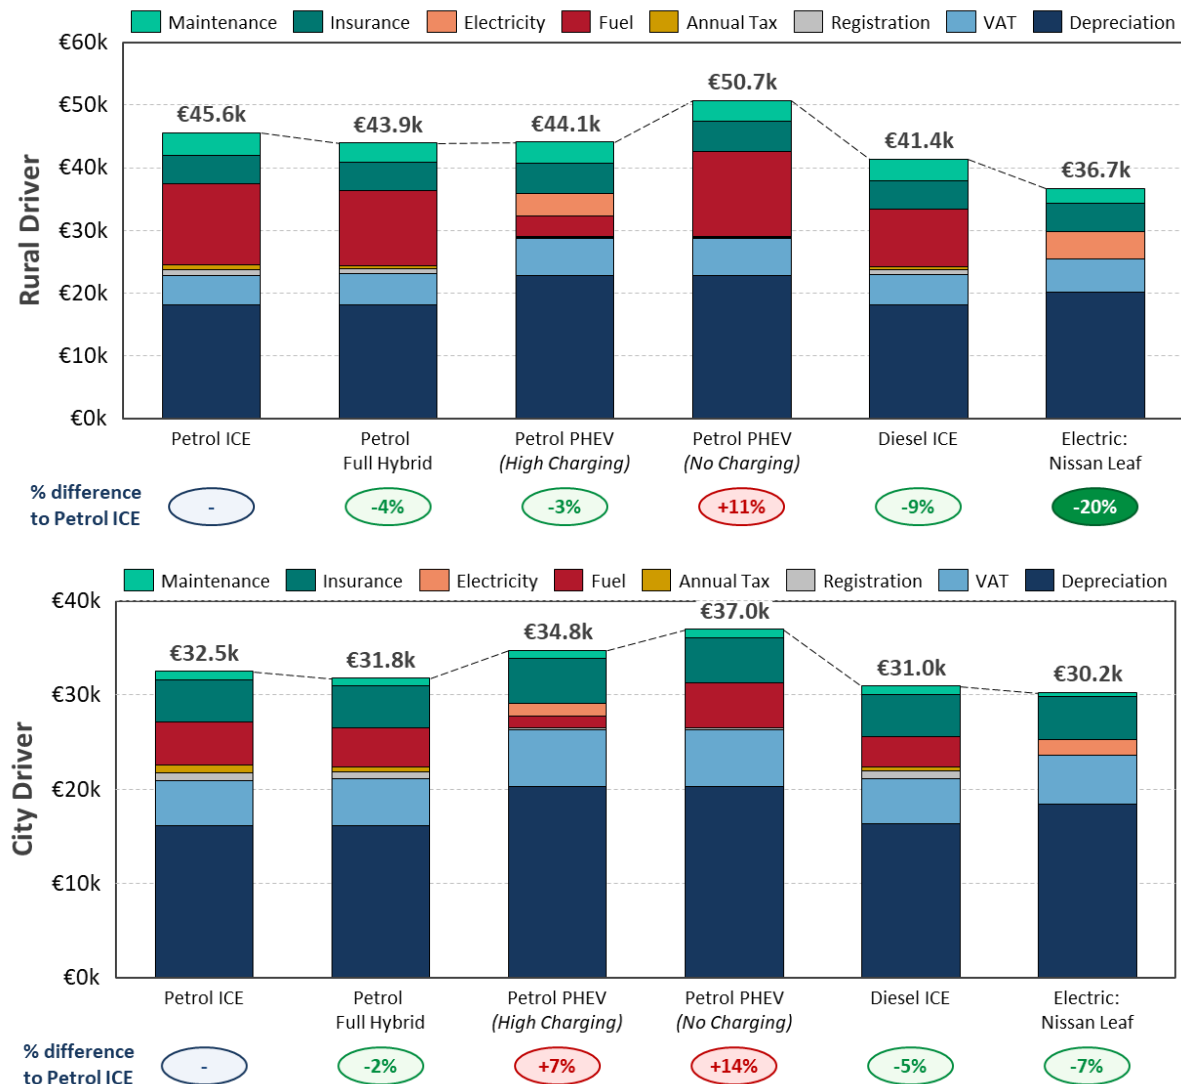 Maintenance Insurance Electricity Fuel Annual Tax Registration VAT Depreciation
Rural Driver
€60k
€50k
€40k
€30k
€20k
€10k
€0k
€45.6k
€43.9k
€44.1k
€50.7k
€41.4k
€36.7k
Petrol ICE
Petrol
Full Hybrid
Petrol PHEV
(High Charging)
Petrol PHEV
(No Charging)
Diesel ICE
Electric:
Nissan Leaf
% difference
to Petrol ICE
-
-4%
-3%
+11%
-9%
-20%
Maintenance Insurance Electricity Fuel Annual Tax Registration VAT Depreciation
City Driver
€40k
€30k
€20k
€10k
€0k
€32.5k
€31.8k
€34.8k
€37.0k
€31.0k
€30.2k
Petrol ICE
Petrol
Full Hybrid
Petrol PHEV
(High Charging)
Petrol PHEV
(No Charging)
Diesel ICE
Electric:
Nissan Leaf
% difference
to Petrol ICE
-
-2%
+7%
+14%
-5%
-7%